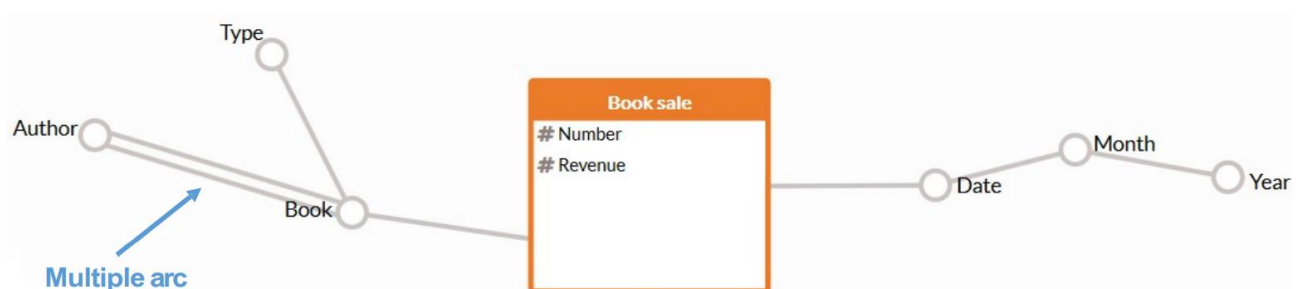 Type
Author
Book
Multiple arc
Book sale
# Number
# Revenue
Date
Month
Year